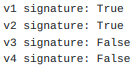 v1 signature: True
v2 signature: True
v3 signature: False
v4 signature: False